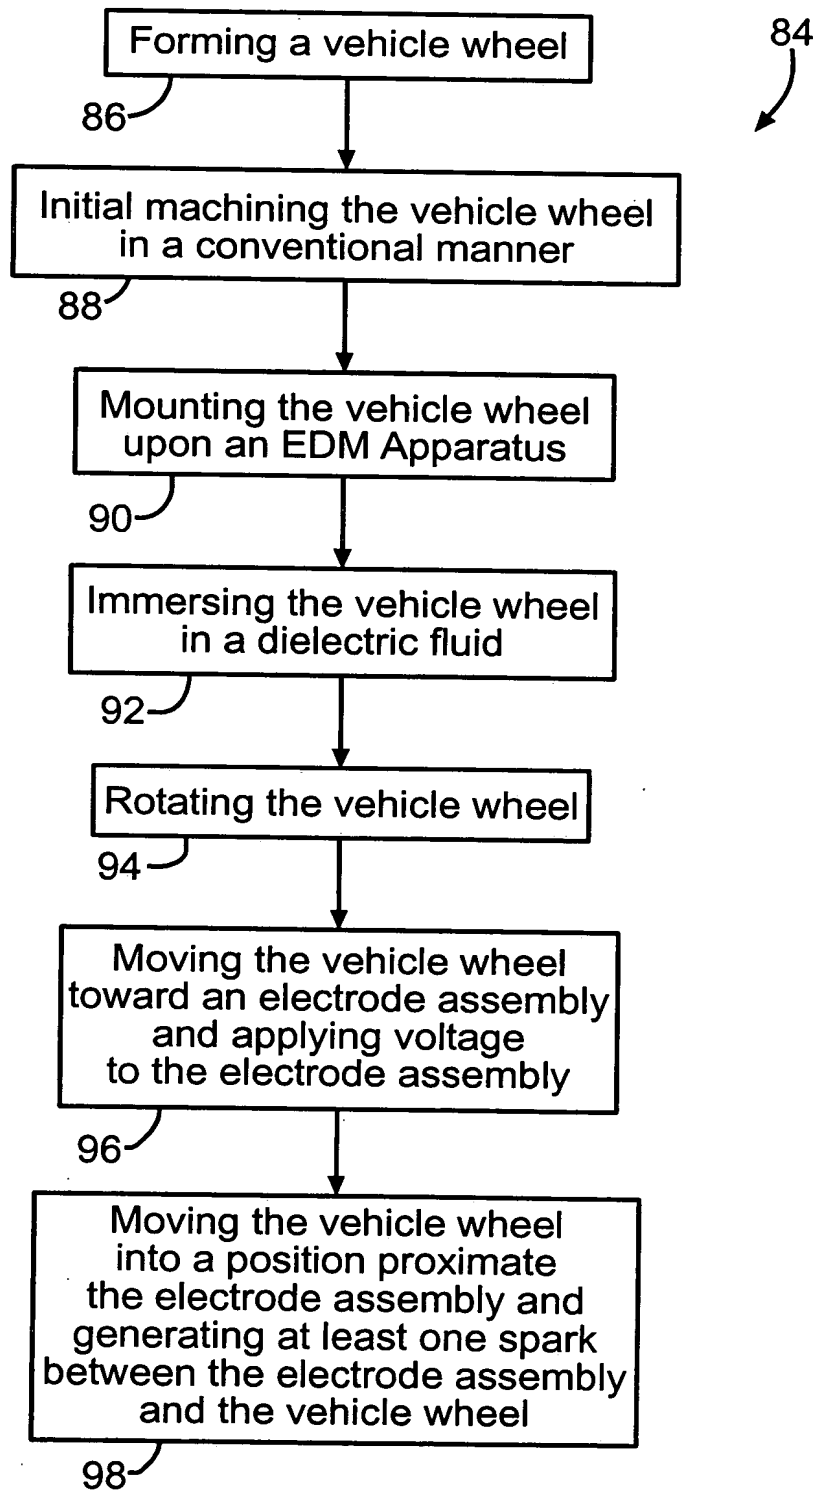 Forming a vehicle wheel
84
86
Initial machining the vehicle wheel
in a conventional manner
88
Mounting the vehicle wheel
upon an EDM Apparatus
90
Immersing the vehicle wheel
in a dielectric fluid
92
Rotating the vehicle wheel
94
Moving the vehicle wheel
toward an electrode assembly
and applying voltage
to the electrode assembly
96
Moving the vehicle wheel
into a position proximate
the electrode assembly and
generating at least one spark
between the electrode assembly
and the vehicle wheel
98